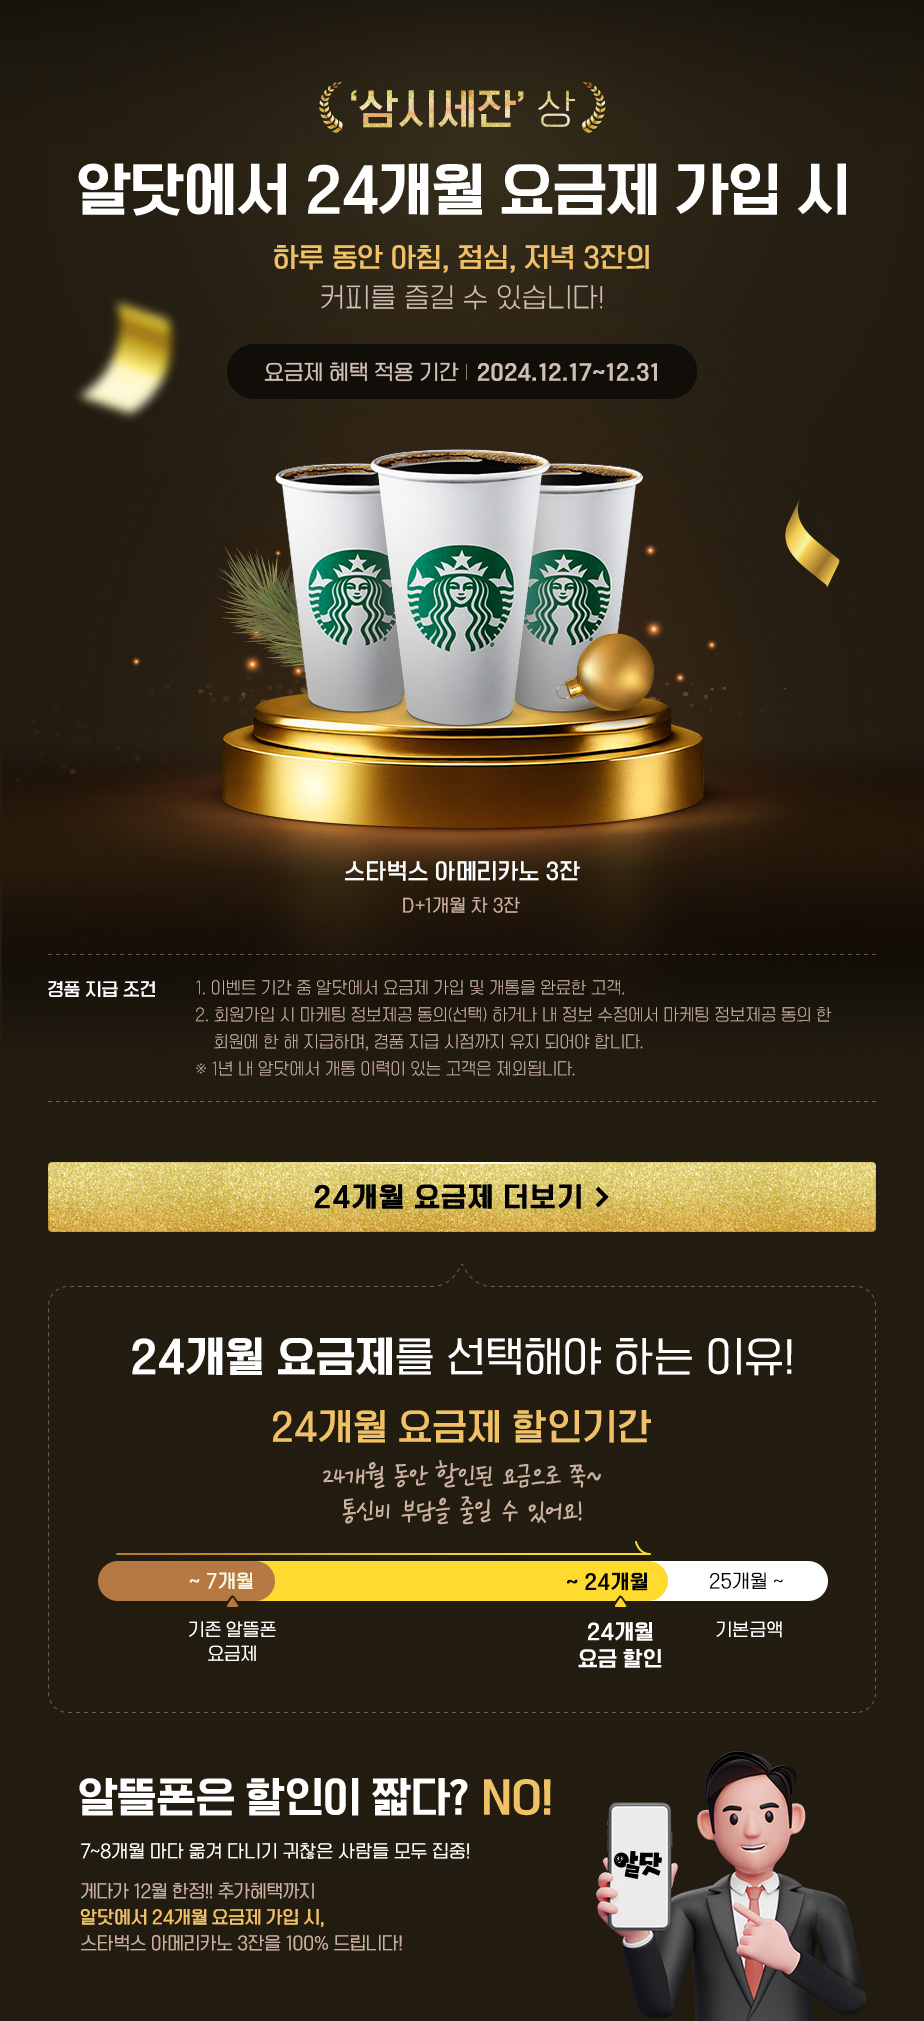 ‘삼시세잔’ 상
알닷에서 24개월 요금제 가입 시
하루 동안 아침, 점심, 저녁 3잔의
커피를 즐길 수 있습니다!
요금제 혜택 적용 기간 | 2024.12.17~12.31
스타벅스 아메리카노 3잔
D+1개월 차 3잔
경품 지급 조건
1. 이벤트 기간 중 알닷에서 요금제 가입 및 개통을 완료한 고객.
2. 회원가입 시 마케팅 정보제공 동의(선택) 하거나 내 정보 수정에서 마케팅 정보제공 동의 한
회원에 한 해 지급하며, 경품 지급 시점까지 유지 되어야 합니다.
※ 1년 내 알닷에서 개통 이력이 있는 고객은 제외됩니다.
24개월 요금제 더보기 >
24개월 요금제를 선택해야 하는 이유!
24개월 요금제 할인기간
24개월 동안 할인된 요금으로 쭉~
통신비 부담을 줄일 수 있어요!
~ 7개월
~ 24개월
25개월 ~
기존 알뜰폰
요금제
24개월
요금 할인
기본금액
알뜰폰은 할인이 짧다? NO!
7~8개월 마다 옮겨 다니기 귀찮은 사람들 모두 집중!
게다가 12월 한정!! 추가혜택까지
알닷에서 24개월 요금제 가입 시,
스타벅스 아메리카노 3잔을 100% 드립니다!
알닷